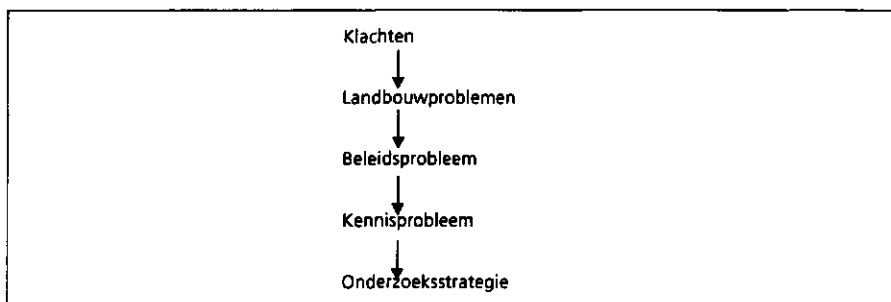 Klachten
Landbouwproblemen
Beleidsprobleem
Kennisprobleem
Onderzoeksstrategie